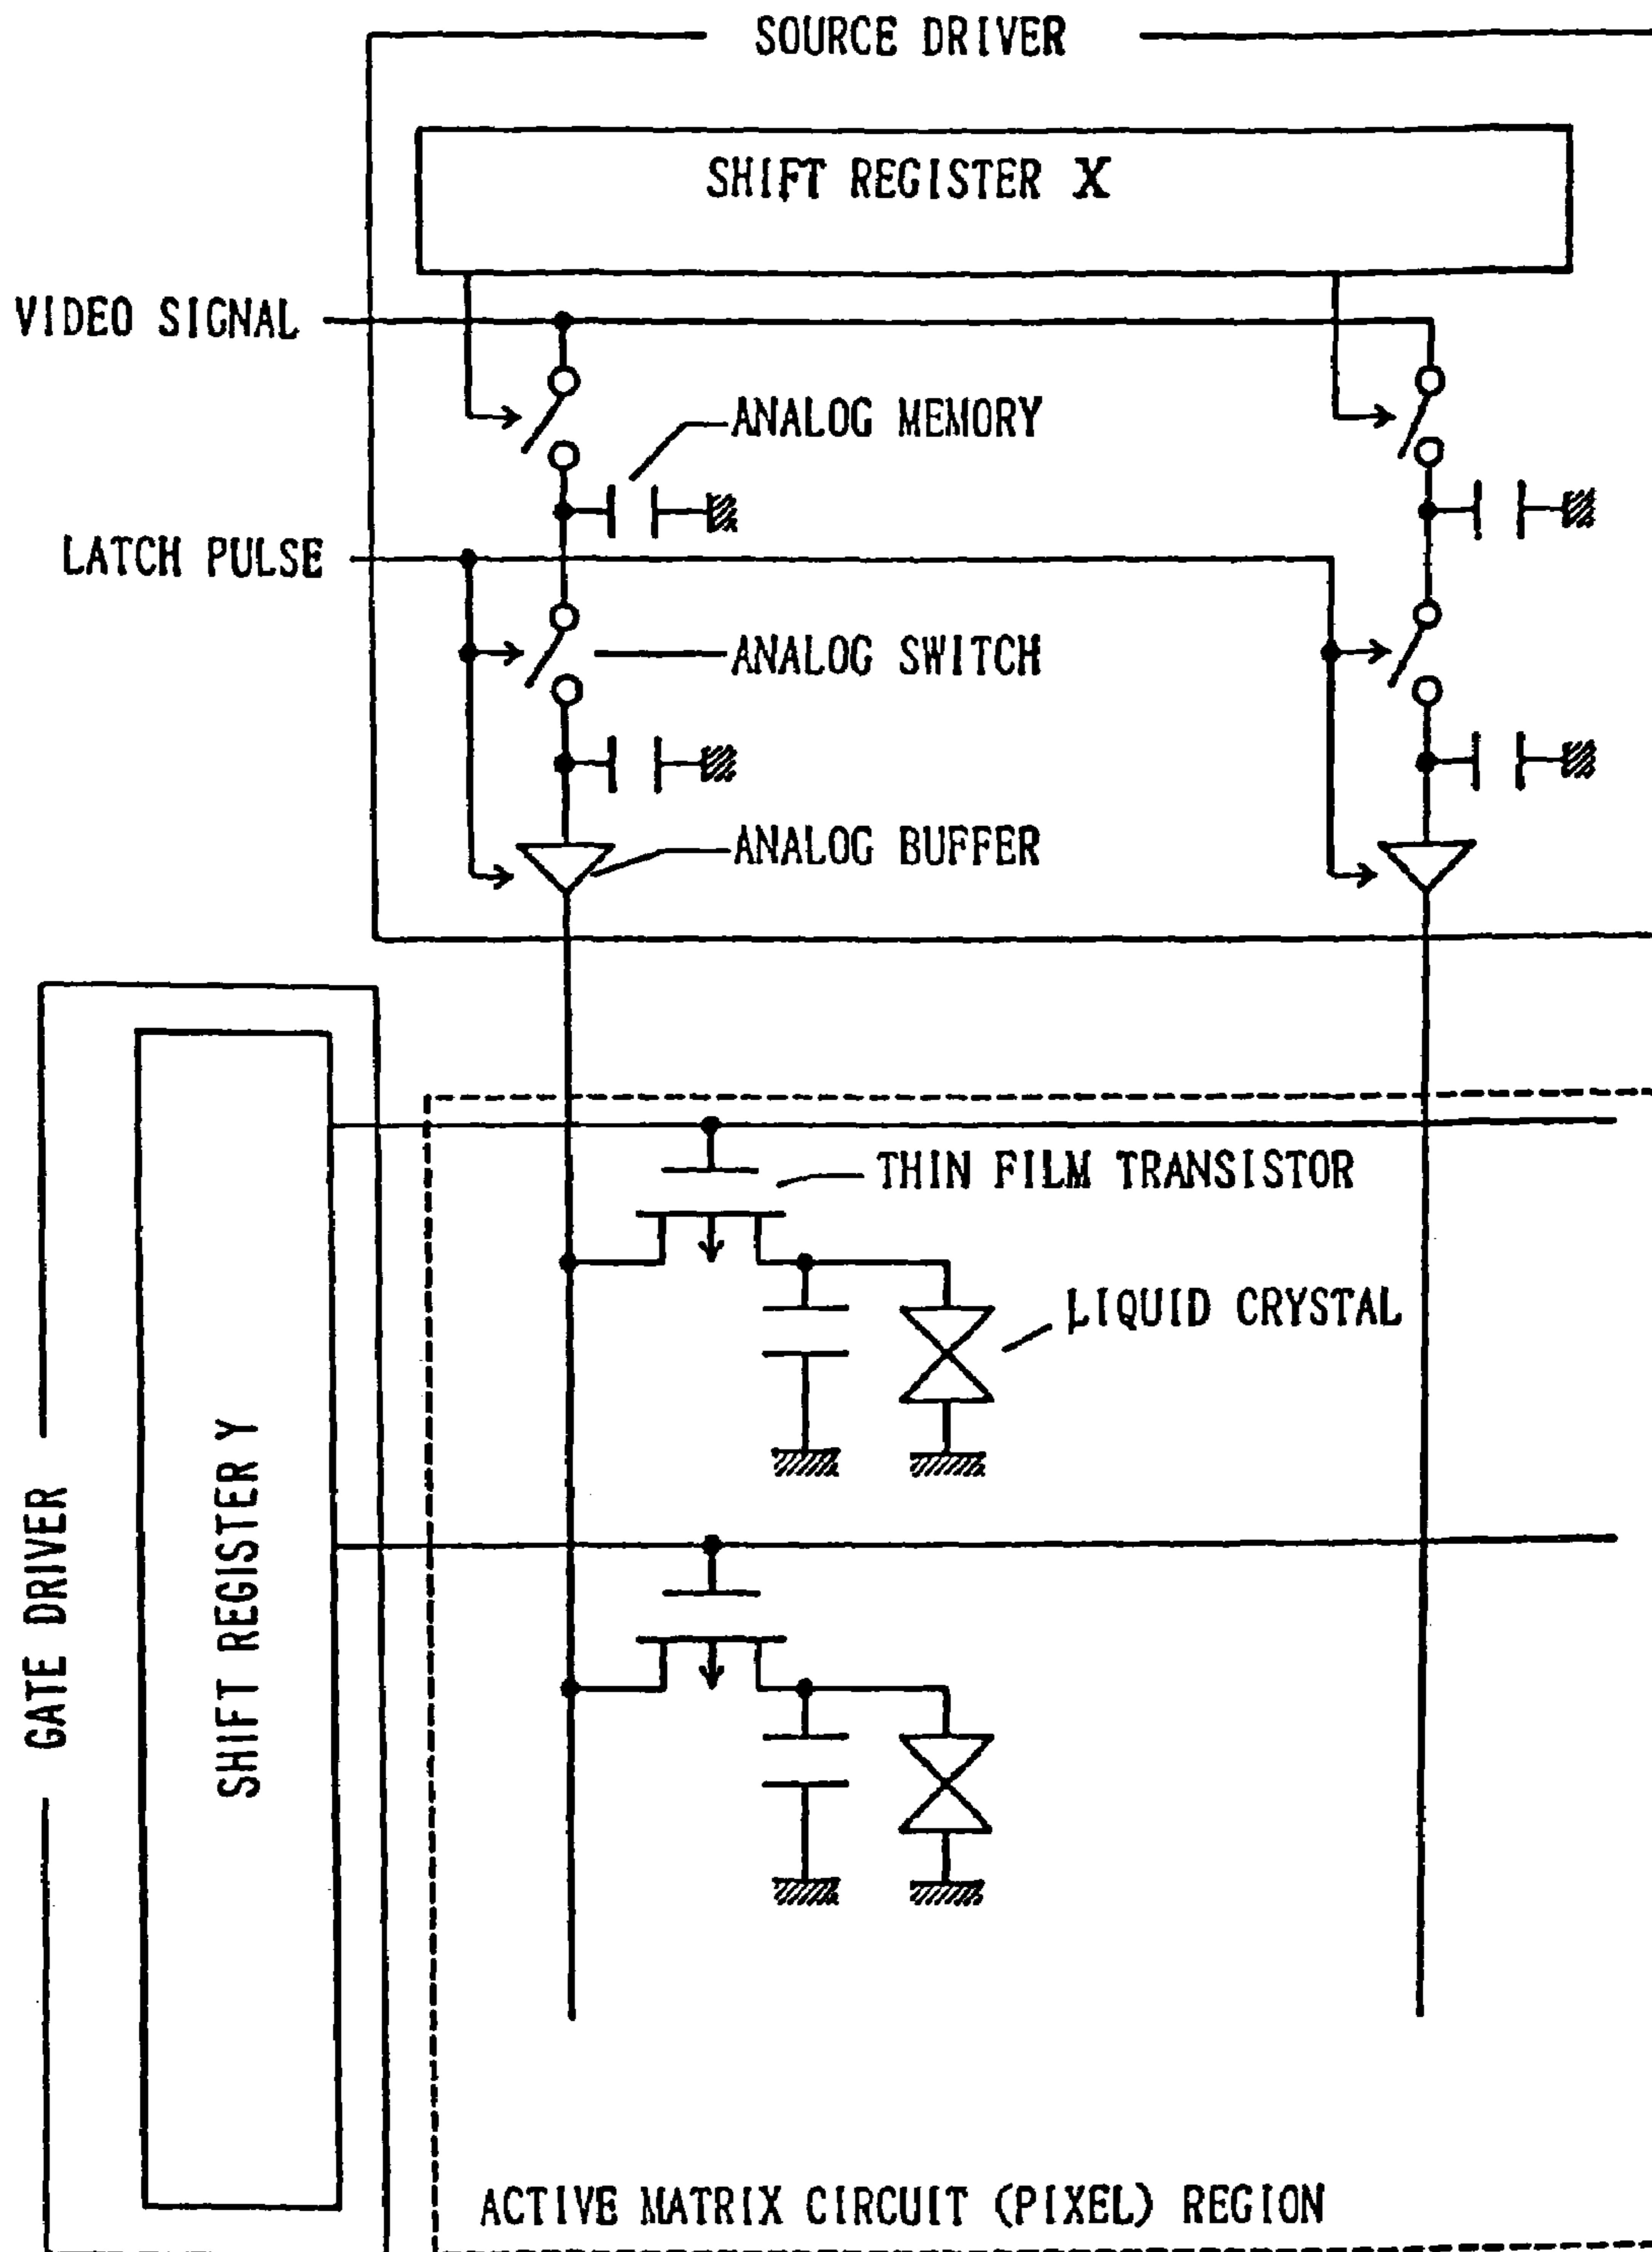 SOURCE DRIVER
SHIFT REGISTER X
VIDEO SIGNAL
ANALOG MEMORY
LATCH PULSE
ANALOG SWITCH
ANALOG BUFFER
THIN FILM TRANSISTOR
LIQUID CRYSTAL
GATE DRIVER
SHIFT REGISTER Y
ACTIVE MATRIX CIRCUIT (PIXEL) REGION